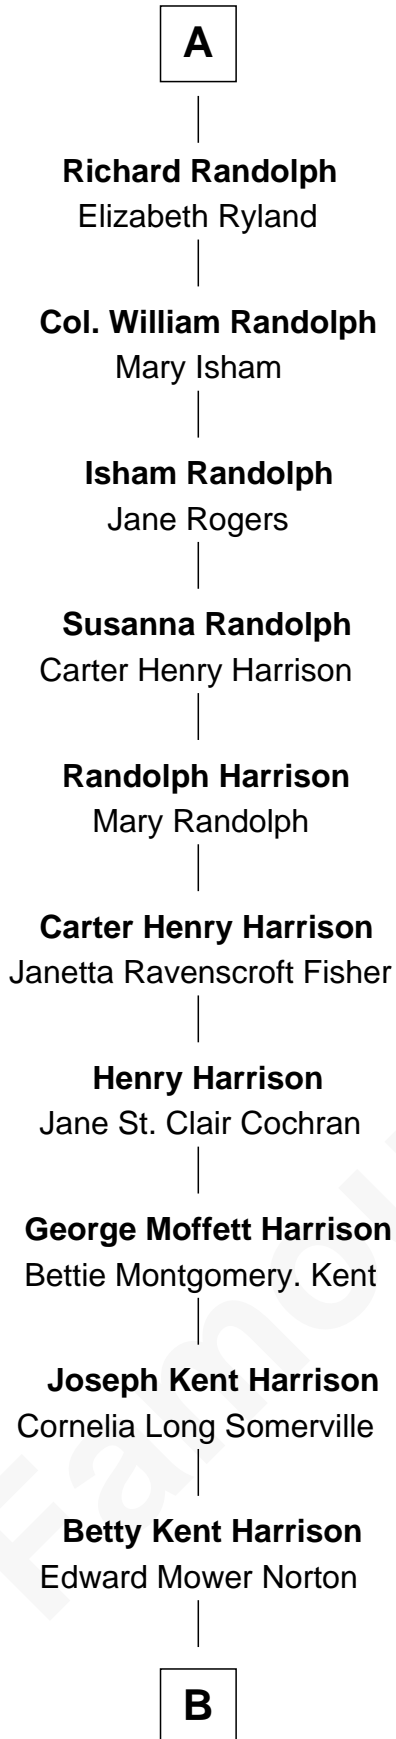 A
Richard Randolph
Elizabeth Ryland
Col. William Randolph
Mary Isham
Isham Randolph
Jane Rogers
Susanna Randolph
Carter Henry Harrison
Randolph Harrison
Mary Randolph
Carter Henry Harrison
Janetta Ravenscroft Fisher
Henry Harrison
Jane St. Clair Cochran
George Moffett Harrison
Bettie Montgomery. Kent
Joseph Kent Harrison
Cornelia Long Somerville
Betty Kent Harrison
Edward Mower Norton
B